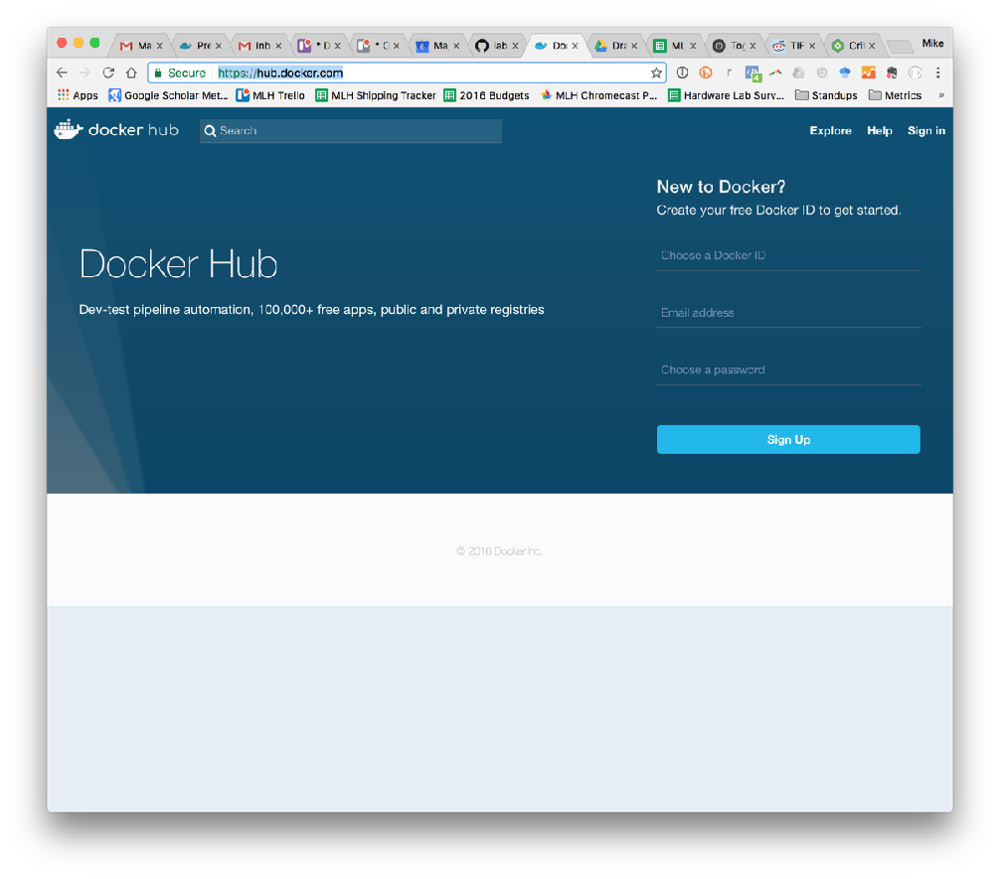 Ma Pre Inb * D * C Ma lab Doc Dra ML Tog TIF Crit Mike
Secure https://hub.docker.com
Apps Google Scholar Met... MLH Trello MLH Shipping Tracker 2016 Budgets MLH Chromecast P... Hardware Lab Surv... Standups Metrics »
docker hub Search Explore Help Sign in
New to Docker?
Create your free Docker ID to get started.
Choose a Docker ID
Docker Hub
Dev-test pipeline automation, 100,000+ free apps, public and private registries
Email address
Choose a password
Sign Up
© 2016 Docker Inc.